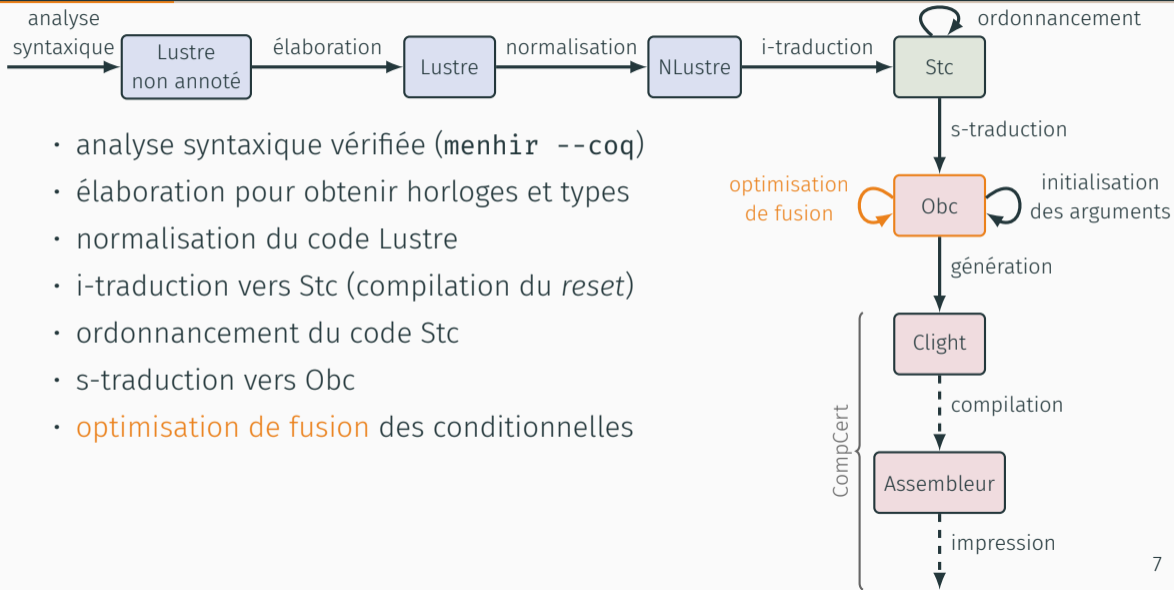 analyse
syntaxique
Lustre
non annoté
élaboration
Lustre
normalisation
NLustre
i-traduction
Stc
ordonnancement
s-traduction
optimisation
de fusion
Obc
initialisation
des arguments
génération
Clight
compilation
CompCert
Assembleur
impression
· analyse syntaxique vérifiée (menhir --coq)
· élaboration pour obtenir horloges et types
· normalisation du code Lustre
· i-traduction vers Stc (compilation du reset)
· ordonnancement du code Stc
· s-traduction vers Obc
· optimisation de fusion des conditionnelles
7